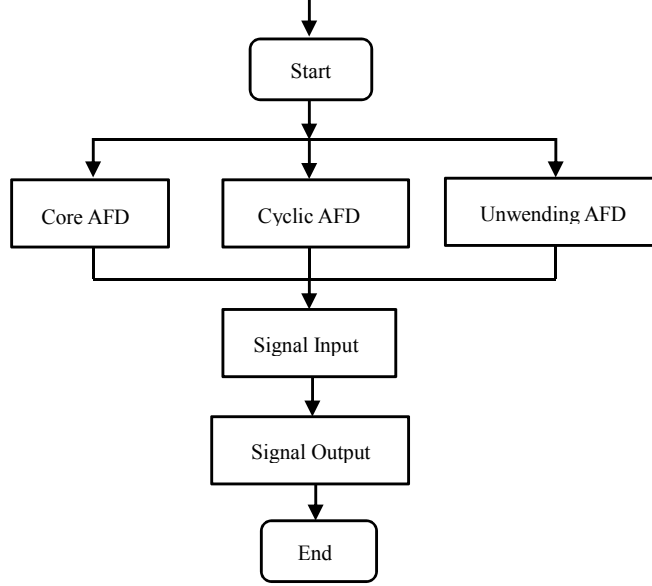 Start
Core AFD
Cyclic AFD
Unwending AFD
Signal Input
Signal Output
End